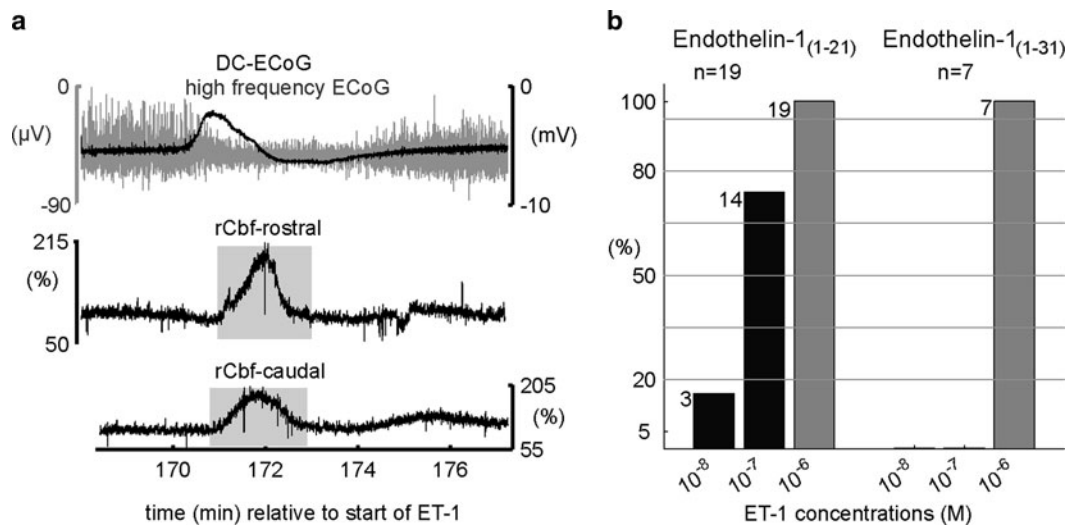 a
DC-ECoG
high frequency ECoG
0
(µV)
-90
0
(mV)
-10
rCbf-rostral
215
(%)
50
rCbf-caudal
205
(%)
55
170 172 174 176
time (min) relative to start of ET-1
b
Endothelin-1(1-21) Endothelin-1(1-31)
n=19 n=7
100
80
(%)
50
20
5
3
14
19
7
10-8 10-7 10-6 10-8 10-7 10-6
ET-1 concentrations (M)